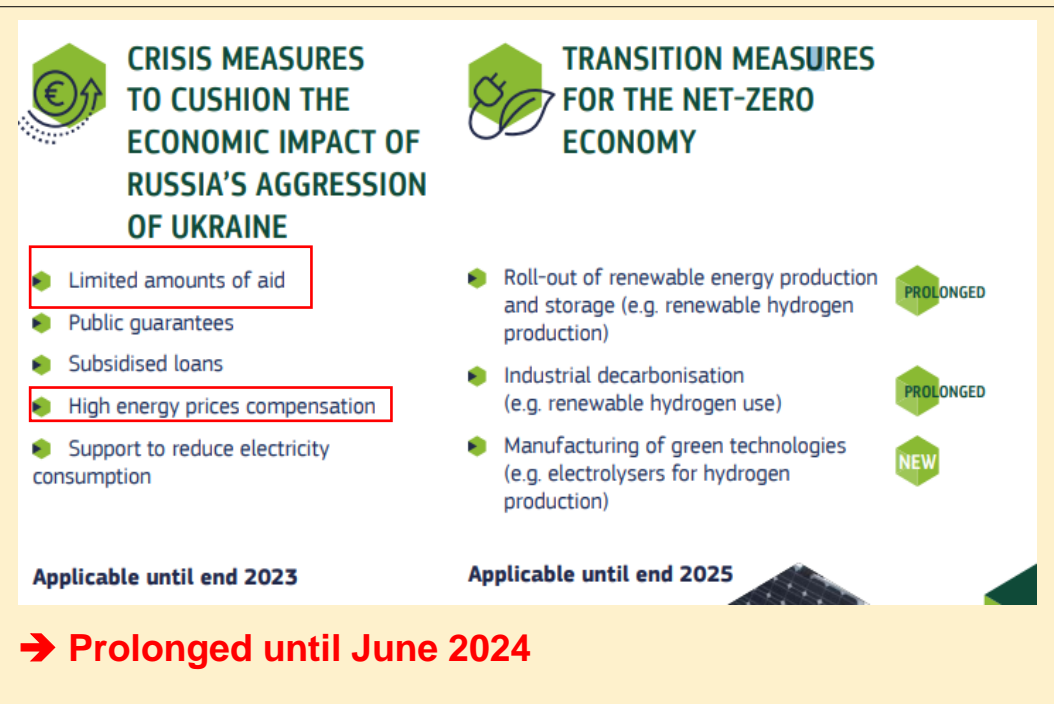 CRISIS MEASURES
TO CUSHION THE
ECONOMIC IMPACT OF
RUSSIA'S AGGRESSION
OF UKRAINE
Limited amounts of aid
Public guarantees
Subsidised loans
High energy prices compensation
Support to reduce electricity
consumption
Applicable until end 2023
TRANSITION MEASURES
FOR THE NET-ZERO
ECONOMY
Roll-out of renewable energy production
and storage (e.g. renewable hydrogen
production)
PROLONGED
Industrial decarbonisation
(e.g. renewable hydrogen use)
PROLONGED
Manufacturing of green technologies
(e.g. electrolysers for hydrogen
production)
NEW
Applicable until end 2025
➔ Prolonged until June 2024